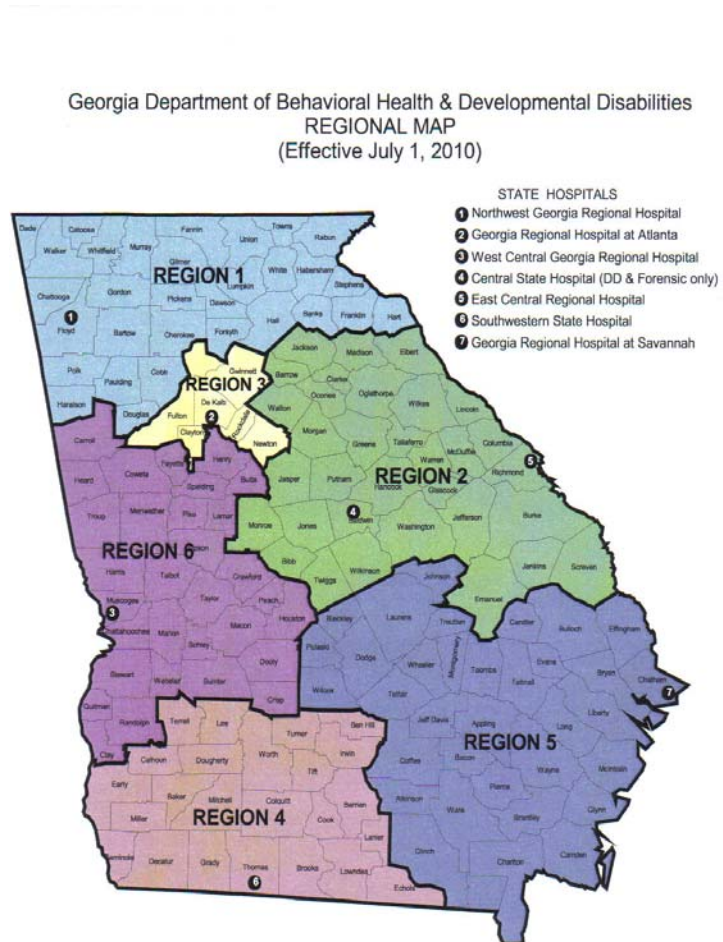 Georgia Department of Behavioral Health & Developmental Disabilities
REGIONAL MAP
(Effective July 1, 2010)
STATE HOSPITALS
1 Northwest Georgia Regional Hospital
2 Georgia Regional Hospital at Atlanta
3 West Central Georgia Regional Hospital
4 Central State Hospital (DD & Forensic only)
5 East Central Regional Hospital
6 Southwestern State Hospital
7 Georgia Regional Hospital at Savannah
Dade
Catoosa
Fannin
Towns
Rabun
Walker
Whitfield
Murray
Union
Gilmer
White
Habersham
REGION 1
Lumpkin
Stephens
Chattooga
Gordon
Pickens
Dawson
1
Floyd
Bartow
Cherokee
Forsyth
Hall
Banks
Franklin
Hart
Polk
Paulding
Cobb
Haralson
Douglas
Gwinnett
REGION 3
De Kalb
Fulton
2
Clayton
Rockdale
Newton
Jackson
Madison
Elbert
Barrow
Clarke
Oconee
Oglethorpe
Wilkes
Lincoln
Walton
Morgan
Greene
Taliaferro
Columbia
McDuffie
Warren
Richmond
5
REGION 2
Jasper
Putnam
Hancock
Glascock
4
Baldwin
Monroe
Jones
Washington
Jefferson
Burke
Bibb
Wilkinson
Twiggs
Jenkins
Screven
Emanuel
Carroll
Heard
Coweta
Fayette
Henry
Spalding
Butts
Troup
Meriwether
Pike
Lamar
REGION 6
Harris
Talbot
Crawford
Muscogee
3
Taylor
Peach
Houston
Chattahoochee
Marion
Macon
Schley
Stewart
Webster
Sumter
Dooly
Crisp
Quitman
Randolph
Clay
Johnson
Bleckley
Laurens
Treutlen
Candler
Bulloch
Effingham
Pulaski
Dodge
Wheeler
Montgomery
Toombs
Evans
Tattnall
Bryan
Chatham
7
Wilcox
Telfair
Liberty
Jeff Davis
Appling
Long
REGION 5
Coffee
Bacon
Wayne
McIntosh
Pierce
Atkinson
Ware
Brantley
Glynn
Clinch
Charlton
Camden
Terrell
Lee
Turner
Ben Hill
Calhoun
Dougherty
Worth
Irwin
Tift
Early
Baker
Mitchell
Colquitt
Berrien
Miller
REGION 4
Cook
Lanier
Decatur
Grady
Thomas
6
Brooks
Lowndes
Echols